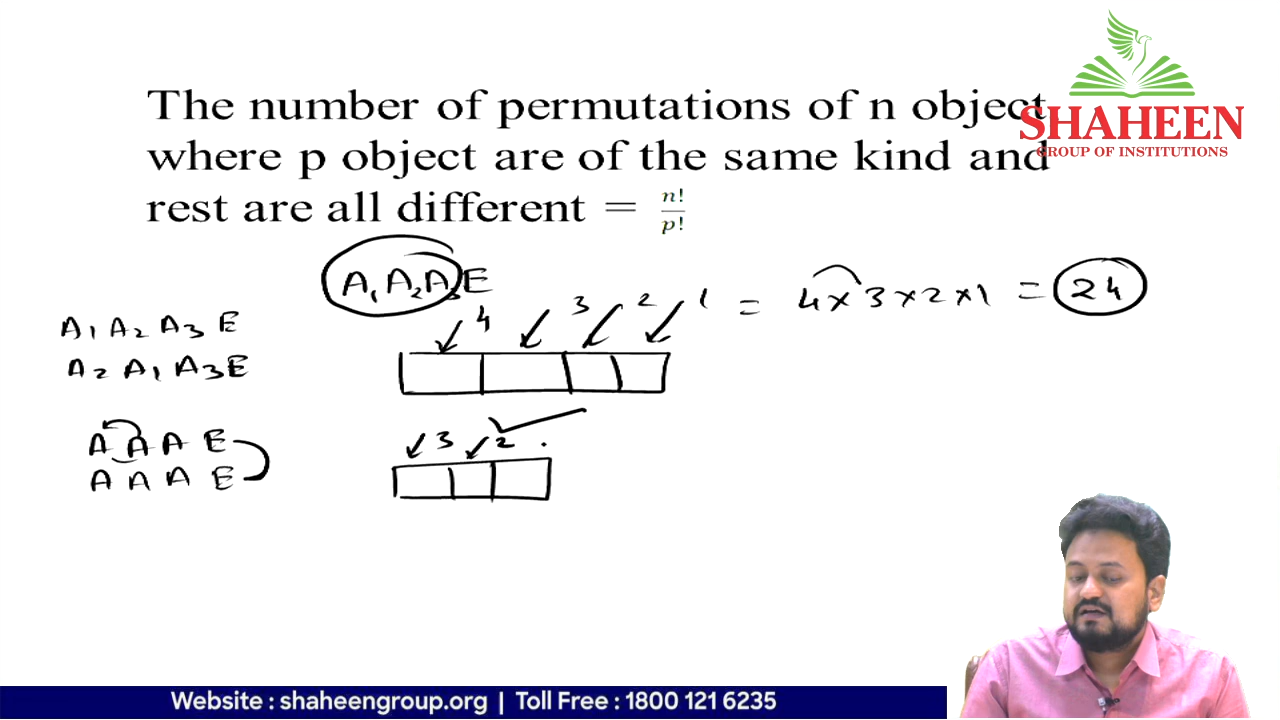 SHAHEEN
GROUP OF INSTITUTIONS
The number of permutations of n object
where p object are of the same kind and
rest are all different = n!/p!
A₁A₂A₃E
4 3 2 1 = 4×3×2×1 = 24
A₁ A₂ A₃ E
A₂ A₁ A₃E
A A A E
A A A E
3 2 .
Website : shaheengroup.org | Toll Free : 1800 121 6235